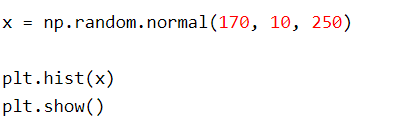 x = np.random.normal(170, 10, 250)
plt.hist(x)
plt.show()